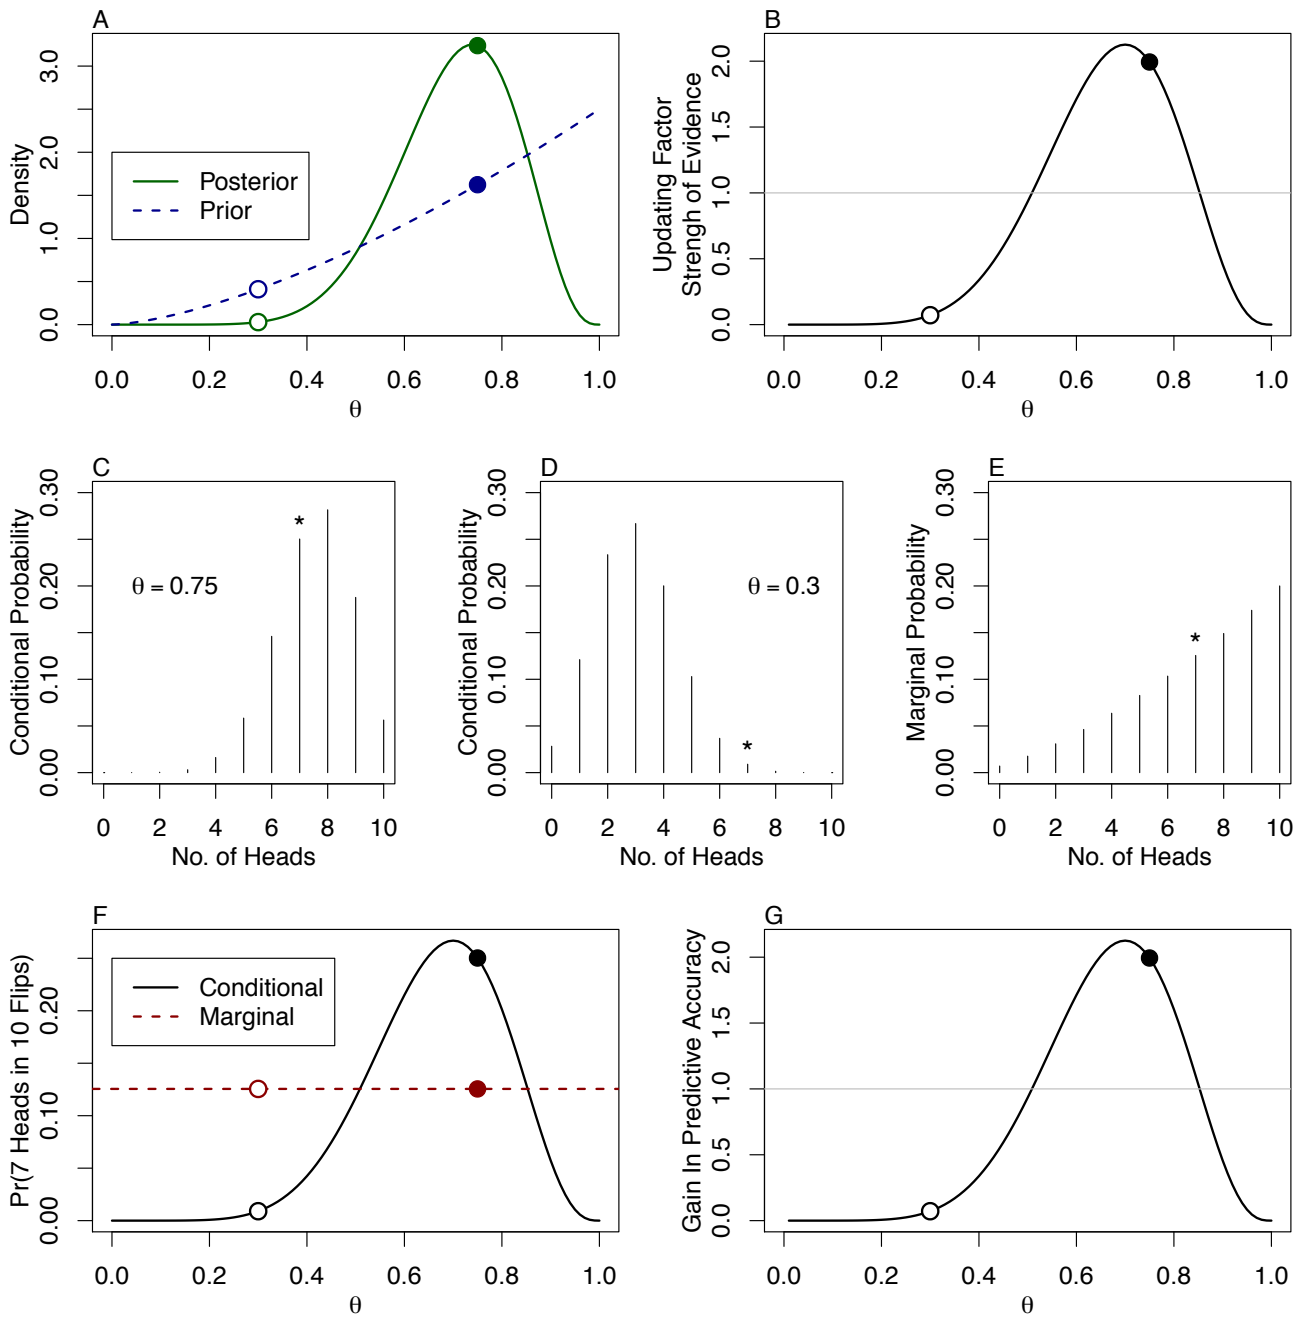 A
Density
0.0 1.0 2.0 3.0
Posterior
Prior
0.0 0.2 0.4 0.6 0.8 1.0
θ
B
Updating Factor
Strengh of Evidence
0.0 0.5 1.0 1.5 2.0
0.0 0.2 0.4 0.6 0.8 1.0
θ
C
Conditional Probability
0.00 0.10 0.20 0.30
*
θ = 0.75
0 2 4 6 8 10
No. of Heads
D
Conditional Probability
0.00 0.10 0.20 0.30
θ = 0.3
*
0 2 4 6 8 10
No. of Heads
E
Marginal Probability
0.00 0.10 0.20 0.30
*
0 2 4 6 8 10
No. of Heads
F
Pr(7 Heads in 10 Flips)
0.00 0.10 0.20
Conditional
Marginal
0.0 0.2 0.4 0.6 0.8 1.0
θ
G
Gain In Predictive Accuracy
0.0 0.5 1.0 1.5 2.0
0.0 0.2 0.4 0.6 0.8 1.0
θ